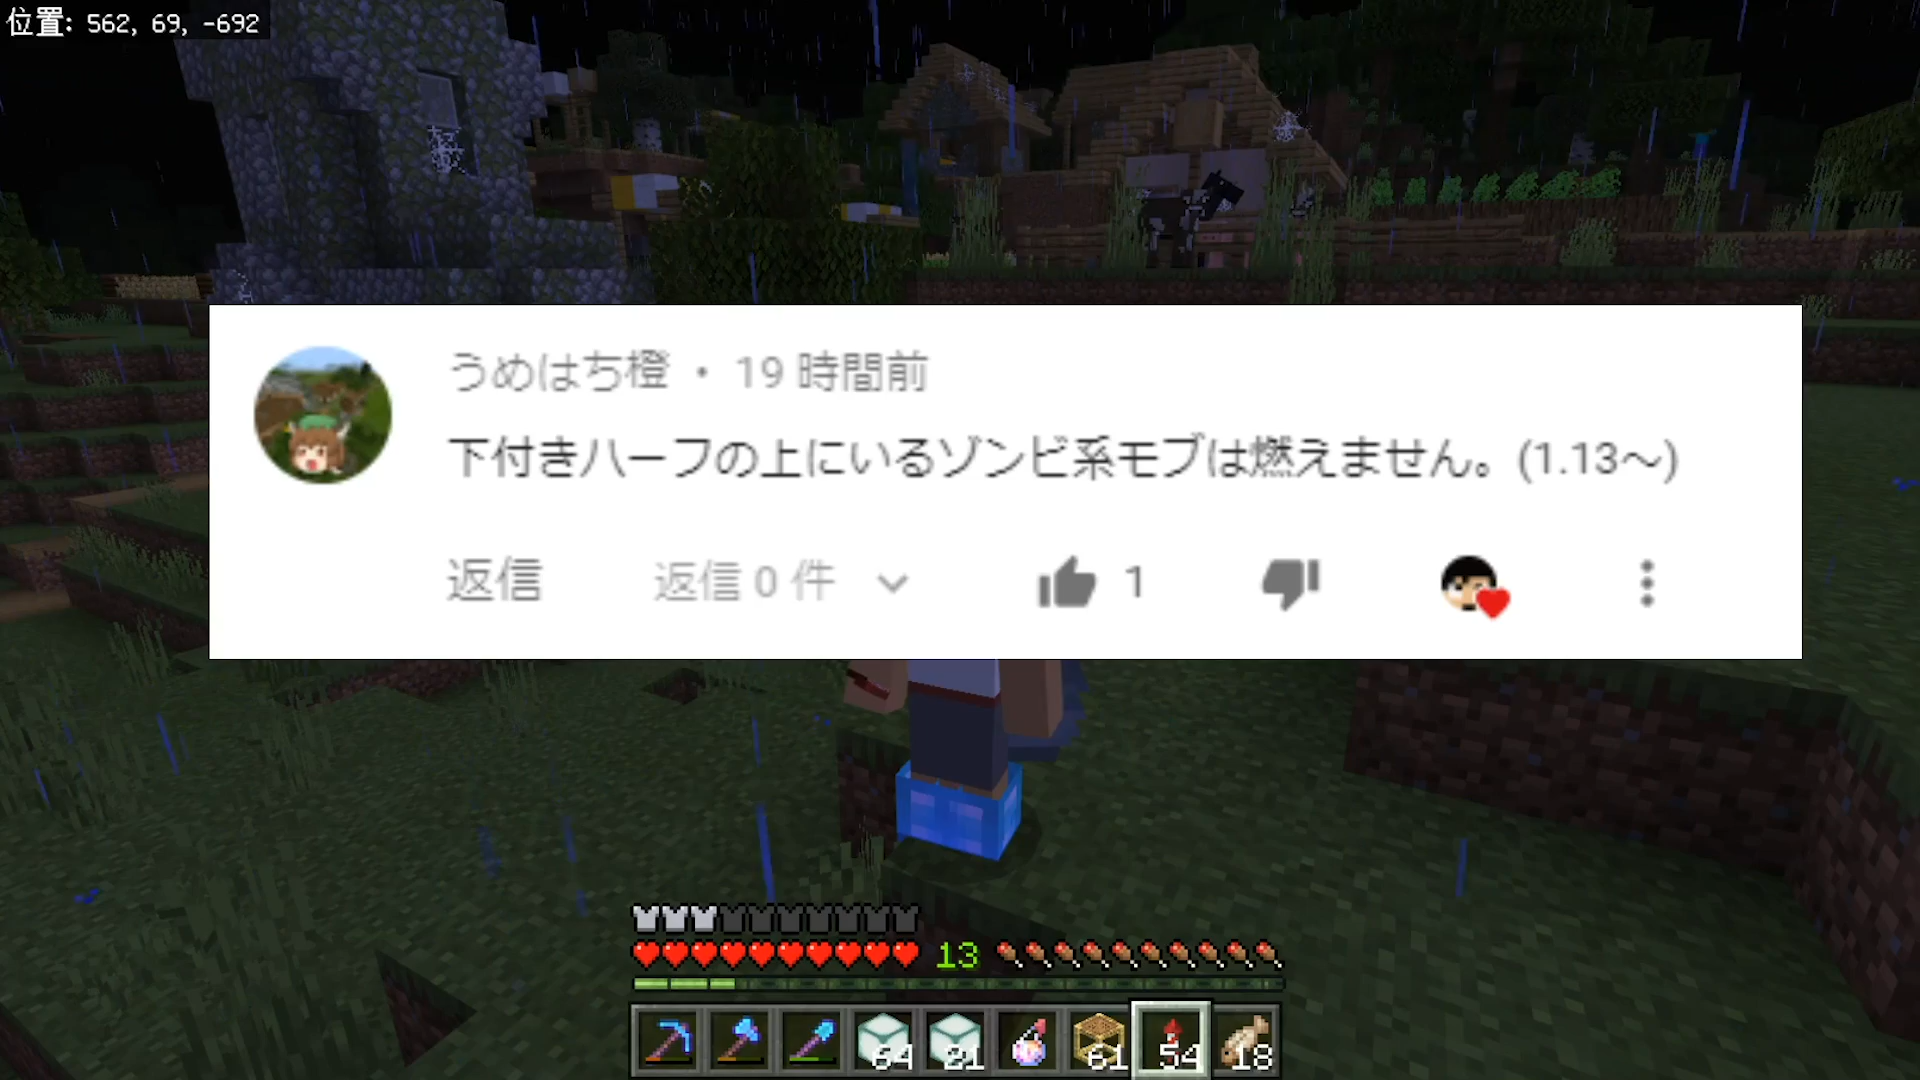 位置: 562, 69, -692
うめはち橙 ・ 19 時間前
下付きハーフの上にいるゾンビ系モブは燃えません。(1.13～)
返信 返信 0 件 1
13
64 21 61 54 18